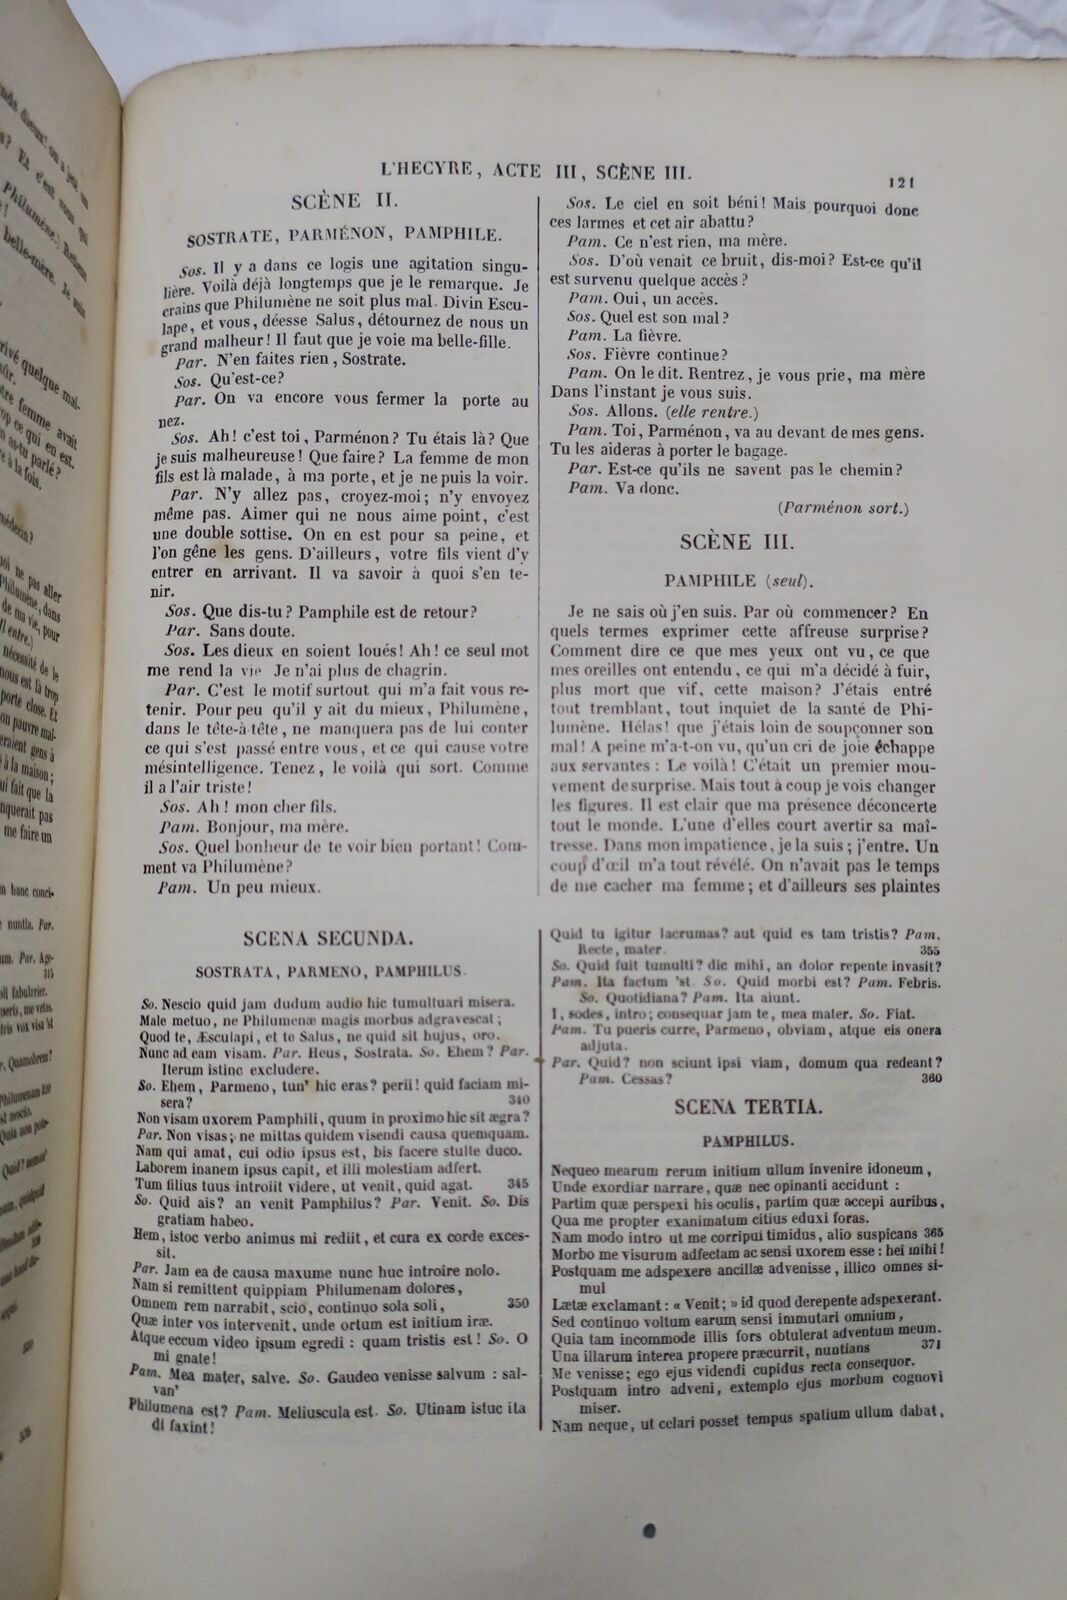 L'HECYRE, ACTE III, SCÈNE III.
121
SCÈNE II.
SOSTRATE, PARMÉNON, PAMPHILE.
Sos. Il y a dans ce logis une agitation singu-
lière. Voilà déjà longtemps que je le remarque. Je
crains que Philumène ne soit plus mal. Divin Escu-
lape, et vous, déesse Salus, détournez de nous un
grand malheur! Il faut que je voie ma belle-fille.
Par. N'en faites rien, Sostrate.
Sos. Qu'est-ce?
Par. On va encore vous fermer la porte au
nez.
Sos. Ah! c'est toi, Parménon? Tu étais là? Que
je suis malheureuse! Que faire? La femme de mon
fils est là malade, à ma porte, et je ne puis la voir.
Par. N'y allez pas, croyez-moi; n'y envoyez
même pas. Aimer qui ne nous aime point, c'est
une double sottise. On en est pour sa peine, et
l'on gêne les gens. D'ailleurs, votre fils vient d'y
entrer en arrivant. Il va savoir à quoi s'en te-
nir.
Sos. Que dis-tu? Pamphile est de retour?
Par. Sans doute.
Sos. Les dieux en soient loués! Ah! ce seul mot
me rend la vie Je n'ai plus de chagrin.
Par. C'est le motif surtout qui m'a fait vous re-
tenir. Pour peu qu'il y ait du mieux, Philumène,
dans le tête-à-tête, ne manquera pas de lui conter
ce qui s'est passé entre vous, et ce qui cause votre
mésintelligence. Tenez, le voilà qui sort. Comme
il a l'air triste!
Sos. Ah! mon cher fils.
Pam. Bonjour, ma mère.
Sos. Quel bonheur de te voir bien portant! Com-
ment va Philumène?
Pam. Un peu mieux.
Sos. Le ciel en soit béni! Mais pourquoi donc
ces larmes et cet air abattu?
Pam. Ce n'est rien, ma mère.
Sos. D'où venait ce bruit, dis-moi? Est-ce qu'il
est survenu quelque accès?
Pam. Oui, un accès.
Sos. Quel est son mal?
Pam. La fièvre.
Sos. Fièvre continue?
Pam. On le dit. Rentrez, je vous prie, ma mère
Dans l'instant je vous suis.
Sos. Allons. (elle rentre.)
Pam. Toi, Parménon, va au devant de mes gens.
Tu les aideras à porter le bagage.
Par. Est-ce qu'ils ne savent pas le chemin?
Pam. Va donc.
(Parménon sort.)
SCÈNE III.
PAMPHILE (seul).
Je ne sais où j'en suis. Par où commencer? En
quels termes exprimer cette affreuse surprise?
Comment dire ce que mes yeux ont vu, ce que
mes oreilles ont entendu, ce qui m'a décidé à fuir,
plus mort que vif, cette maison? J'étais entré
tout tremblant, tout inquiet de la santé de Phi-
lumène. Hélas! que j'étais loin de soupçonner son
mal! A peine m'a-t-on vu, qu'un cri de joie échappe
aux servantes : Le voilà! C'était un premier mou-
vement de surprise. Mais tout à coup je vois changer
les figures. Il est clair que ma présence déconcerte
tout le monde. L'une d'elles court avertir sa maî-
tresse. Dans mon impatience, je la suis; j'entre. Un
coup d'œil m'a tout révélé. On n'avait pas le temps
de me cacher ma femme; et d'ailleurs ses plaintes
SCENA SECUNDA.
SOSTRATA, PARMENO, PAMPHILUS.
So. Nescio quid jam dudum audio hic tumultuari misera.
Male metuo, ne Philumenæ magis morbus adgravescat;
Quod te, Æsculapi, et te Salus, ne quid sit hujus, oro.
Nunc ad eam visam. Par. Heus, Sostrata. So. Ehem? Par.
Iterum istinc excludere.
So. Ehem, Parmeno, tun' hic eras? perii! quid faciam mi-
sera? 340
Non visam uxorem Pamphili, quum in proximo hic sit ægra?
Par. Non visas; ne mittas quidem visendi causa quemquam.
Nam qui amat, cui odio ipsus est, bis facere stulte duco.
Laborem inanem ipsus capit, et illi molestiam adfert.
Tum filius tuus introiit videre, ut venit, quid agat. 345
So. Quid ais? an venit Pamphilus? Par. Venit. So. Dis
gratiam habeo.
Hem, istoc verbo animus mi rediit, et cura ex corde exces-
sit.
Par. Jam ea de causa maxume nunc huc introire nolo.
Nam si remittent quippiam Philumenam dolores,
Omnem rem narrabit, scio, continuo sola soli, 350
Quæ inter vos intervenit, unde ortum est initium iræ.
Atque eccum video ipsum egredi : quam tristis est! So. O
mi gnate!
Pam. Mea mater, salve. So. Gaudeo venisse salvum : sal-
van'
Philumena est? Pam. Meliuscula est. So. Utinam istuc ita
di faxint!
Quid tu igitur lacrumas? aut quid es tam tristis? Pam.
Recte, mater. 355
So. Quid fuit tumulti? dic mihi, an dolor repente invasit?
Pam. Ita factum 'st. So. Quid morbi est? Pam. Febris.
So. Quotidiana? Pam. Ita aiunt.
I, sodes, intro; consequar jam te, mea mater. So. Fiat.
Pam. Tu pueris curre, Parmeno, obviam, atque eis onera
adjuta.
Par. Quid? non sciunt ipsi viam, domum qua redeant?
Pam. Cessas? 360
SCENA TERTIA.
PAMPHILUS.
Nequeo mearum rerum initium ullum invenire idoneum,
Unde exordiar narrare, quæ nec opinanti accidunt :
Partim quæ perspexi his oculis, partim quæ accepi auribus,
Qua me propter exanimatum citius eduxi foras.
Nam modo intro ut me corripui timidus, alio suspicans 365
Morbo me visurum adfectam ac sensi uxorem esse : hei mihi!
Postquam me adspexere ancillæ advenisse, illico omnes si-
mul
Lætæ exclamant : « Venit; » id quod derepente adspexerant.
Sed continuo voltum earum sensi immutari omnium,
Quia tam incommode illis fors obtulerat adventum meum.
Una illarum interea propere præcurrit, nuntians 371
Me venisse; ego ejus videndi cupidus recta consequor.
Postquam intro adveni, extemplo ejus morbum cognovi
miser.
Nam neque, ut celari posset tempus spatium ullum dabat,